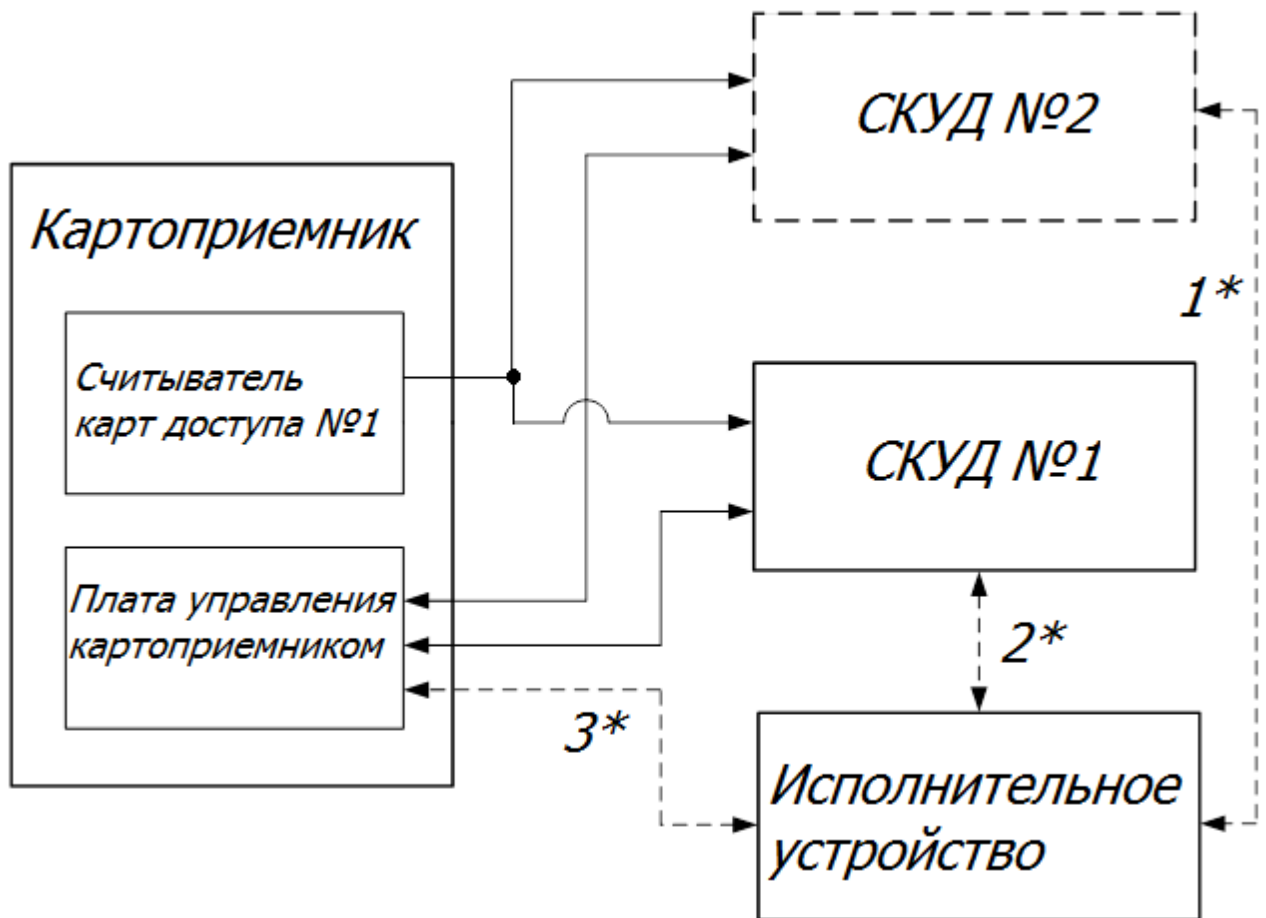 СКУД №2
Картоприемник
1*
Считыватель
карт доступа №1
СКУД №1
Плата управления
картоприемником
2*
3*
Исполнительное
устройство